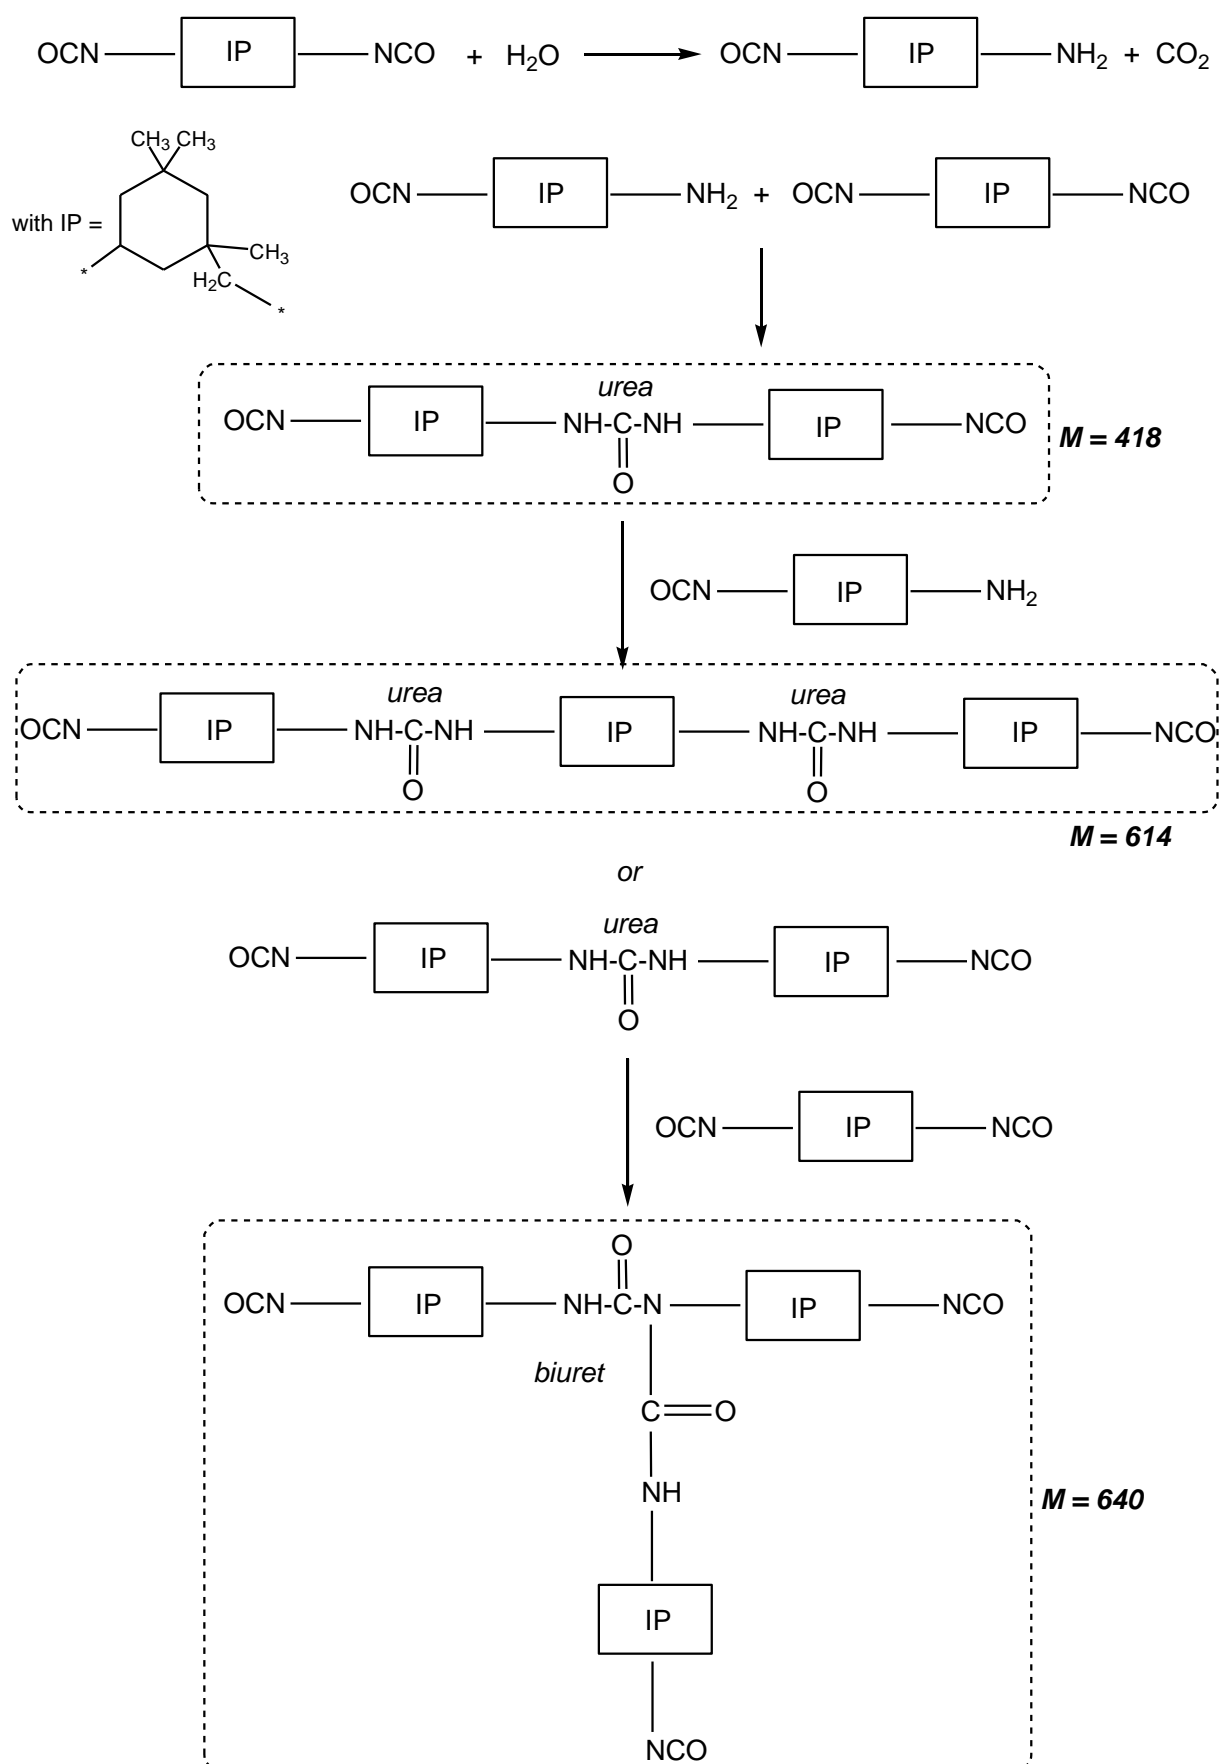 OCN IP NCO + H₂O OCN IP NH₂ + CO₂
CH₃ CH₃
with IP =
CH₃
H₂C
*
*
OCN IP NH₂ + OCN IP NCO
urea
OCN IP NH-C-NH IP NCO
O
M = 418
OCN IP NH₂
urea urea
OCN IP NH-C-NH IP NH-C-NH IP NCO
O O
M = 614
or
urea
OCN IP NH-C-NH IP NCO
O
OCN IP NCO
O
OCN IP NH-C-N IP NCO
biuret
C O
NH
M = 640
IP
NCO